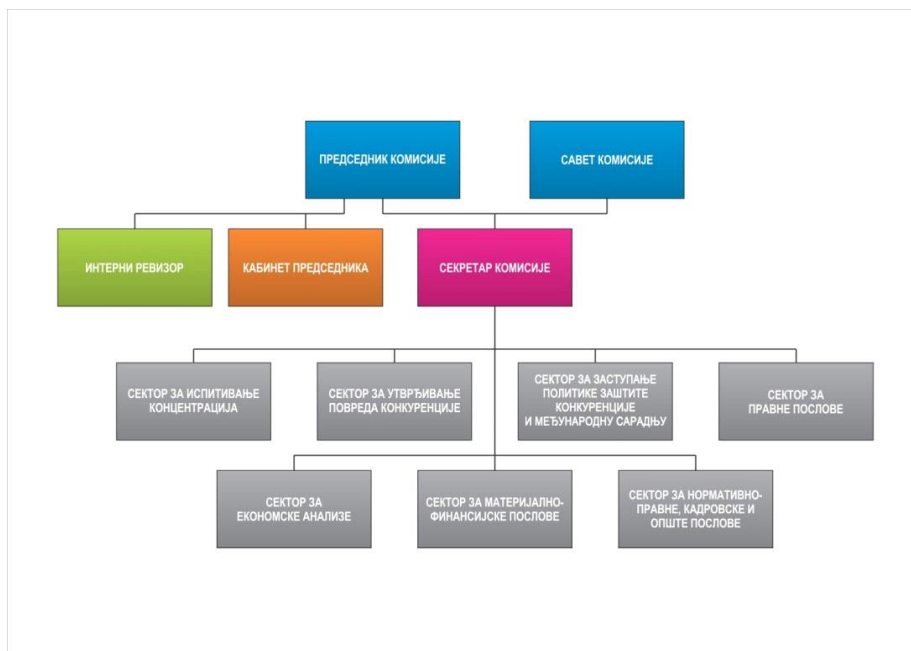 ПРЕДСЕДНИК КОМИСИЈЕ
САВЕТ КОМИСИЈЕ
ИНТЕРНИ РЕВИЗОР
КАБИНЕТ ПРЕДСЕДНИКА
СЕКРЕТАР КОМИСИЈЕ
СЕКТОР ЗА ИСПИТИВАЊЕ
КОНЦЕНТРАЦИЈА
СЕКТОР ЗА УТВРЂИВАЊЕ
ПОВРЕДА КОНКУРЕНЦИЈЕ
СЕКТОР ЗА ЗАСТУПАЊЕ
ПОЛИТИКЕ ЗАШТИТЕ
КОНКУРЕНЦИЈЕ
И МЕЂУНАРОДНУ САРАДЊУ
СЕКТОР ЗА
ПРАВНЕ ПОСЛОВЕ
СЕКТОР ЗА
ЕКОНОМСКЕ АНАЛИЗЕ
СЕКТОР ЗА МАТЕРИЈАЛНО-
ФИНАНСИЈСКЕ ПОСЛОВЕ
СЕКТОР ЗА НОРМАТИВНО-
ПРАВНЕ, КАДРОВСКЕ И
ОПШТЕ ПОСЛОВЕ